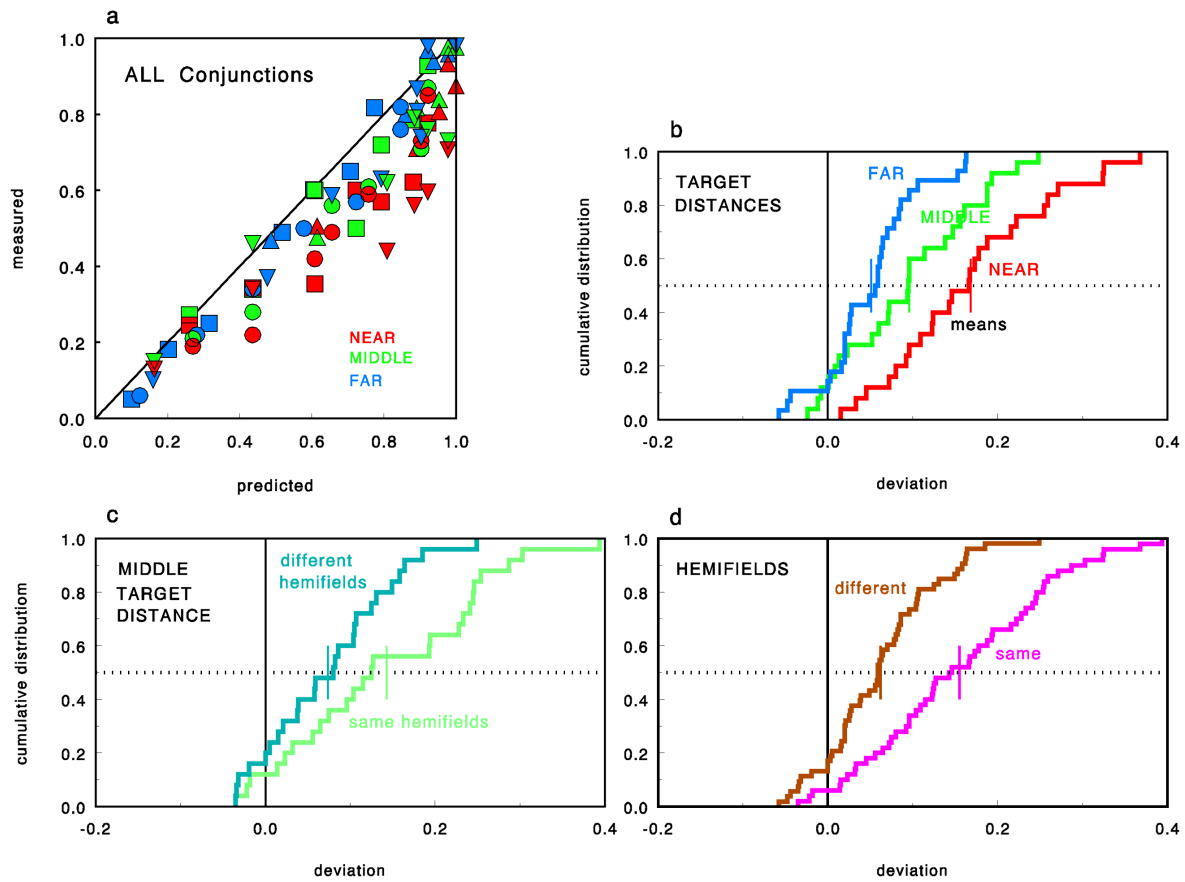 a
1.0
0.8
0.6
0.4
0.2
0.0
measured
ALL Conjunctions
NEAR
MIDDLE
FAR
0.0 0.2 0.4 0.6 0.8 1.0
predicted
b
1.0
0.8
0.6
0.4
0.2
0.0
cumulative distribution
TARGET
DISTANCES
FAR
MIDDLE
NEAR
means
-0.2 0.0 0.2 0.4
deviation
c
1.0
0.8
0.6
0.4
0.2
0.0
cumulative distribution
MIDDLE
TARGET
DISTANCE
different
hemifields
same hemifields
-0.2 0.0 0.2 0.4
deviation
d
1.0
0.8
0.6
0.4
0.2
0.0
cumulative distribution
HEMIFIELDS
different
same
-0.2 0.0 0.2 0.4
deviation